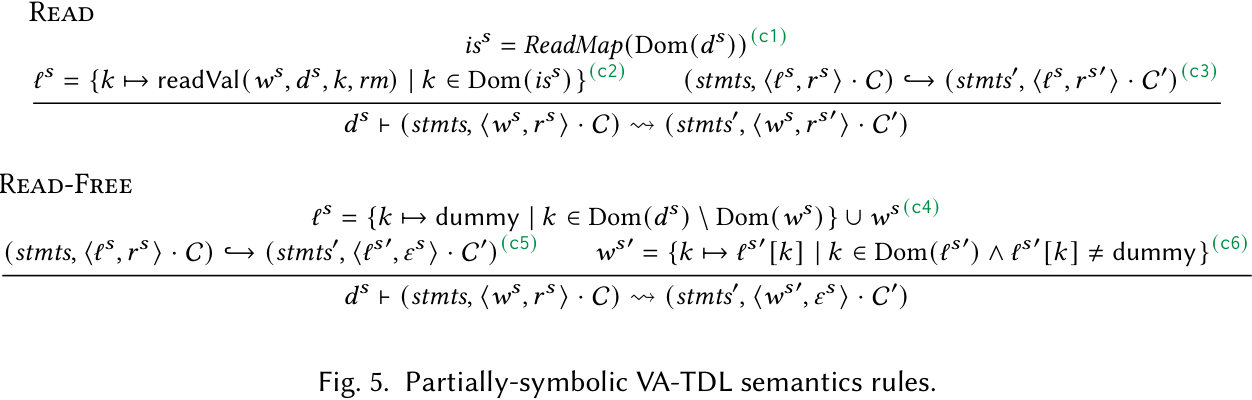 READ
is^s = ReadMap(Dom(d^s))^(c1)
ℓ^s = {k ↦ readVal(w^s, d^s, k, rm) | k ∈ Dom(is^s)}^(c2) (stmts, ⟨ℓ^s, r^s⟩ · C) ↪ (stmts′, ⟨ℓ^s, r^s′⟩ · C′)^(c3)
d^s ⊢ (stmts, ⟨w^s, r^s⟩ · C) ⇝ (stmts′, ⟨w^s, r^s′⟩ · C′)
READ-FREE
ℓ^s = {k ↦ dummy | k ∈ Dom(d^s) \ Dom(w^s)} ∪ w^s^(c4)
(stmts, ⟨ℓ^s, r^s⟩ · C) ↪ (stmts′, ⟨ℓ^s′, ε^s⟩ · C′)^(c5) w^s′ = {k ↦ ℓ^s′[k] | k ∈ Dom(ℓ^s′) ∧ ℓ^s′[k] ≠ dummy}^(c6)
d^s ⊢ (stmts, ⟨w^s, r^s⟩ · C) ⇝ (stmts′, ⟨w^s′, ε^s⟩ · C′)
Fig. 5. Partially-symbolic VA-TDL semantics rules.